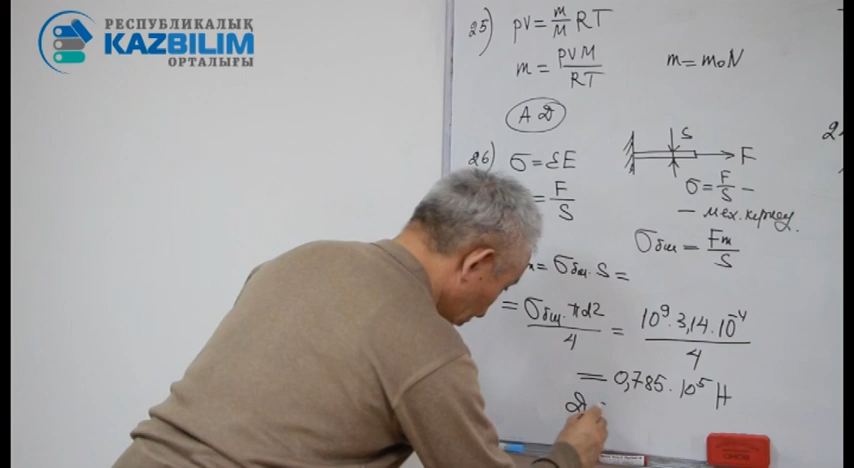 РЕСПУБЛИКАЛЫҚ
KAZBILIM
ОРТАЛЫҒЫ
25) pV = m/M RT
m = pVM/RT
m = m₀N
А Д
26) σ = εE
= F/S
S
F
σ = F/S –
– мех. кернеу.
σбш = Fm/S
= σбш · S =
= σбш · πd²/4 = 10⁹ · 3,14 · 10⁻⁴/4
= 0,785 · 10⁵ Н